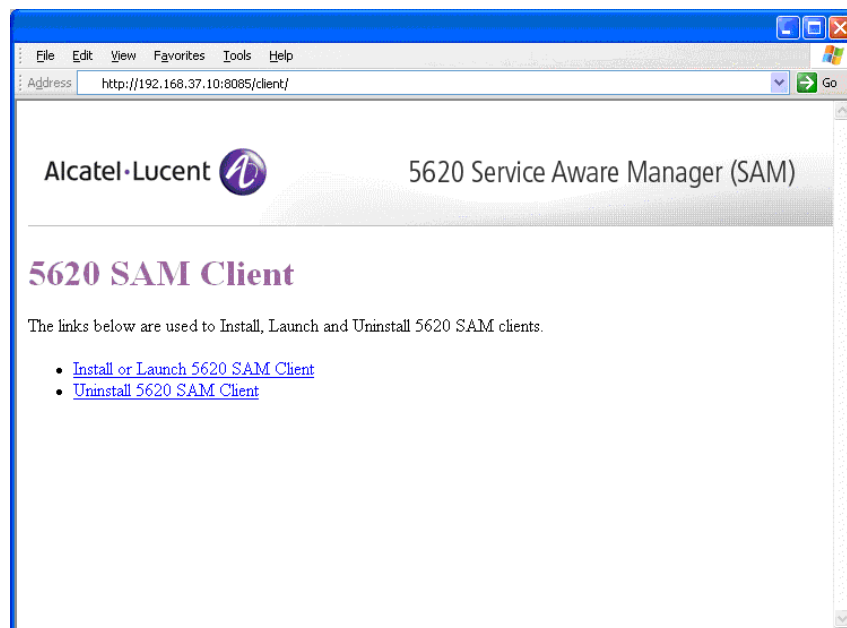 File Edit View Favorites Tools Help
Address http://192.168.37.10:8085/client/ Go
Alcatel·Lucent
5620 Service Aware Manager (SAM)
5620 SAM Client
The links below are used to Install, Launch and Uninstall 5620 SAM clients.
• Install or Launch 5620 SAM Client
• Uninstall 5620 SAM Client